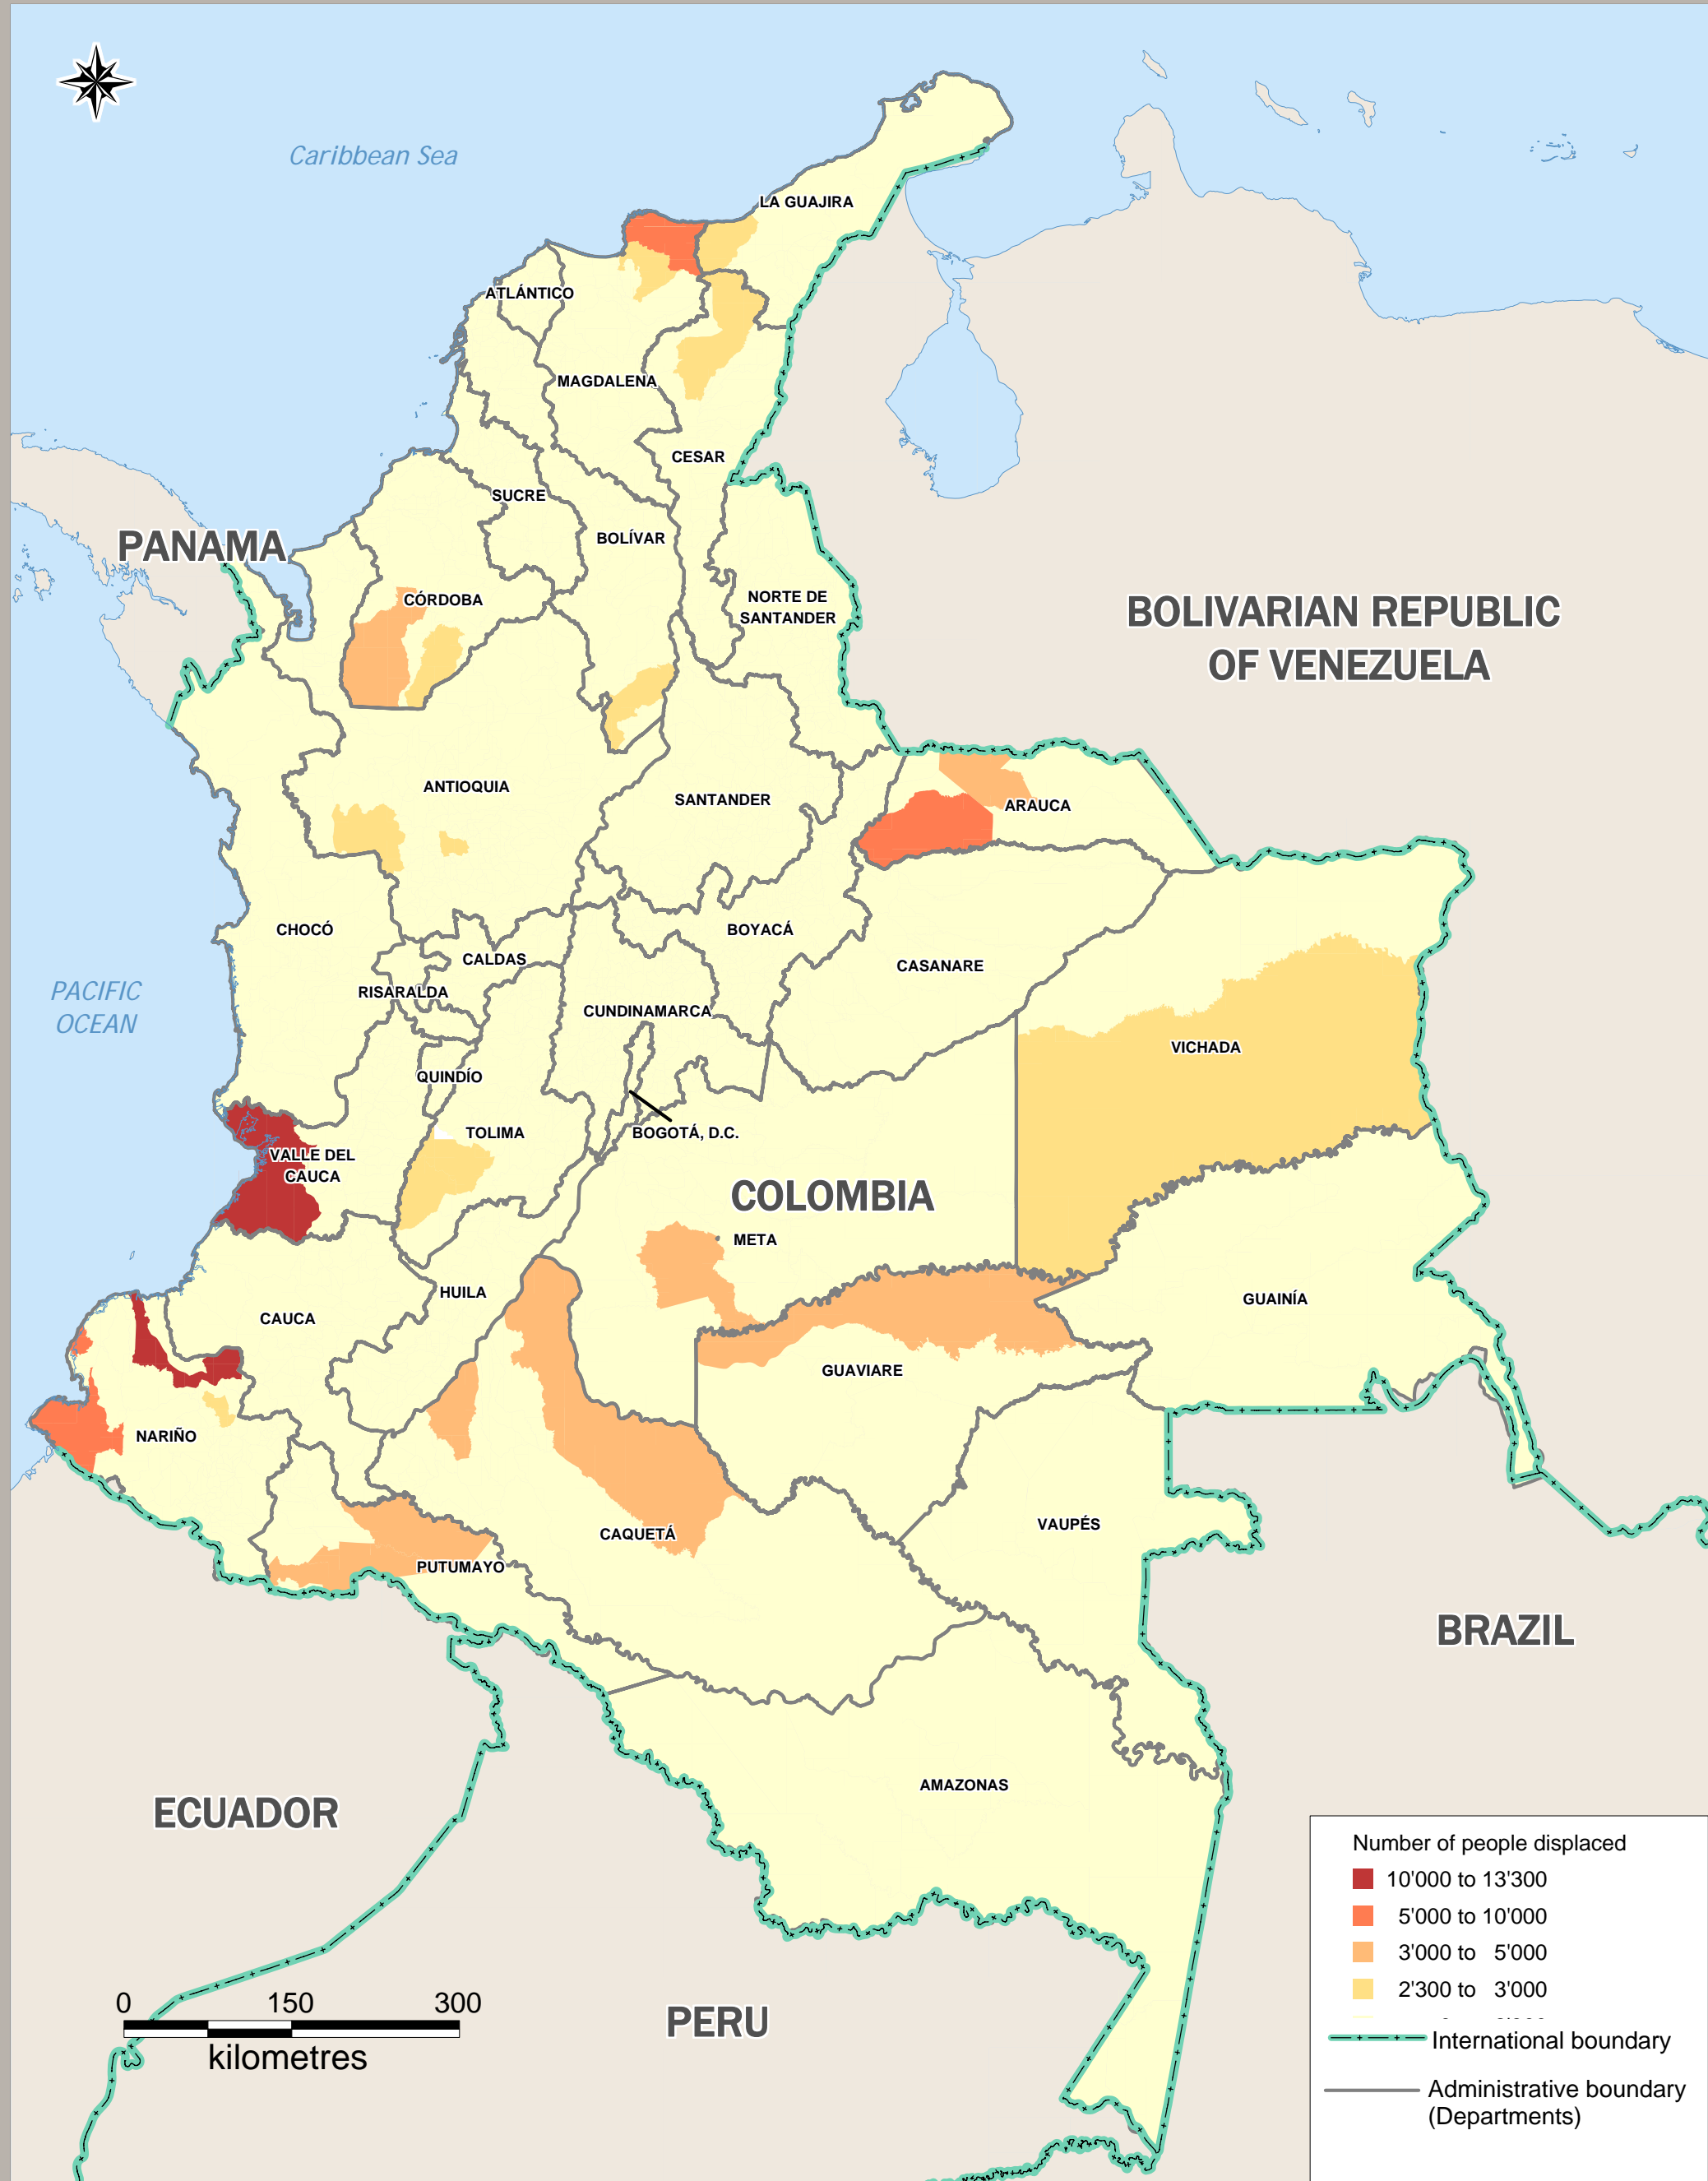 Caribbean Sea
LA GUAJIRA
ATLÁNTICO
MAGDALENA
CESAR
SUCRE
BOLÍVAR
PANAMA
CÓRDOBA
NORTE DE
SANTANDER
BOLIVARIAN REPUBLIC
OF VENEZUELA
ANTIOQUIA
SANTANDER
ARAUCA
CHOCÓ
BOYACÁ
CALDAS
CASANARE
PACIFIC
OCEAN
RISARALDA
CUNDINAMARCA
VICHADA
QUINDÍO
TOLIMA
BOGOTÁ, D.C.
VALLE DEL
CAUCA
COLOMBIA
META
HUILA
GUAINÍA
CAUCA
GUAVIARE
NARIÑO
VAUPÉS
CAQUETÁ
PUTUMAYO
BRAZIL
AMAZONAS
ECUADOR
PERU
0 150 300
kilometres
Number of people displaced
10'000 to 13'300
5'000 to 10'000
3'000 to 5'000
2'300 to 3'000
International boundary
Administrative boundary
(Departments)